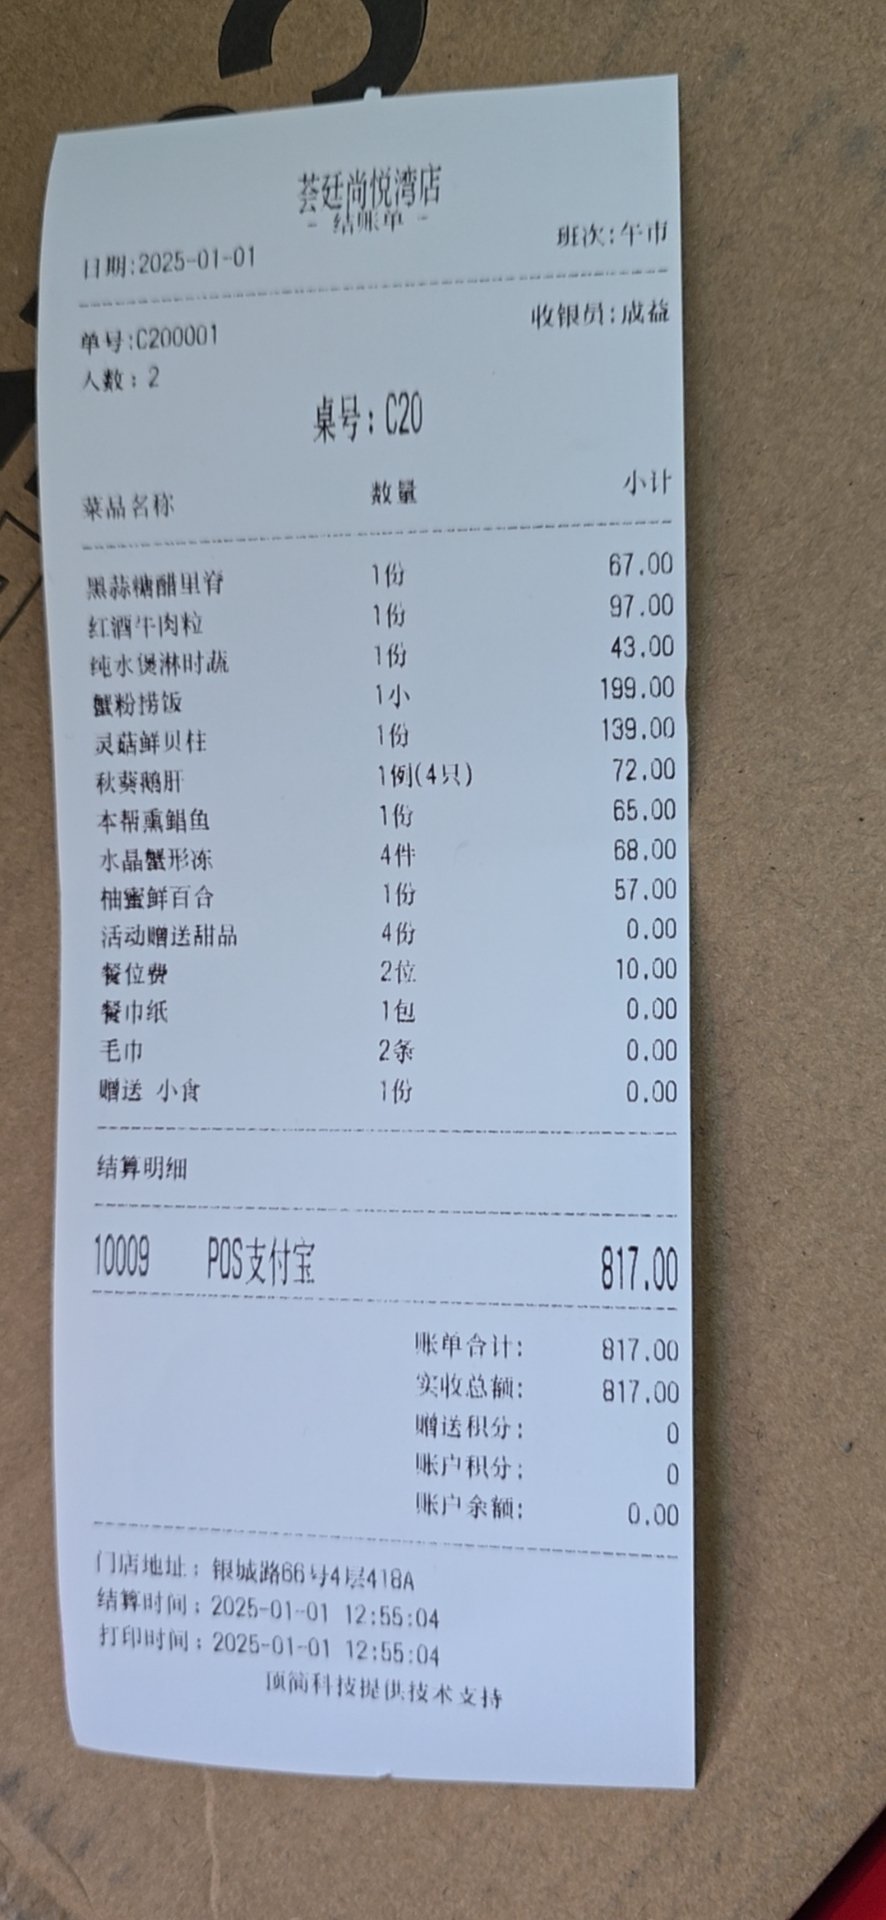 荟廷尚悦湾店
- 结账单 -
日期:2025-01-01 班次:午市
单号:C200001 收银员:成益
人数:2
桌号:C20
菜品名称 数量 小计
黑蒜糖醋里脊 1份 67.00
红酒牛肉粒 1份 97.00
纯水煲淋时蔬 1份 43.00
蟹粉捞饭 1小 199.00
灵菇鲜贝柱 1份 139.00
秋葵鹅肝 1例(4只) 72.00
本帮熏鲳鱼 1份 65.00
水晶蟹形冻 4件 68.00
柚蜜鲜百合 1份 57.00
活动赠送甜品 4份 0.00
餐位费 2位 10.00
餐巾纸 1包 0.00
毛巾 2条 0.00
赠送 小食 1份 0.00
结算明细
10009 POS支付宝 817.00
账单合计: 817.00
实收总额: 817.00
赠送积分: 0
账户积分: 0
账户余额: 0.00
门店地址:银城路66号4层418A
结算时间:2025-01-01 12:55:04
打印时间:2025-01-01 12:55:04
顶简科技提供技术支持